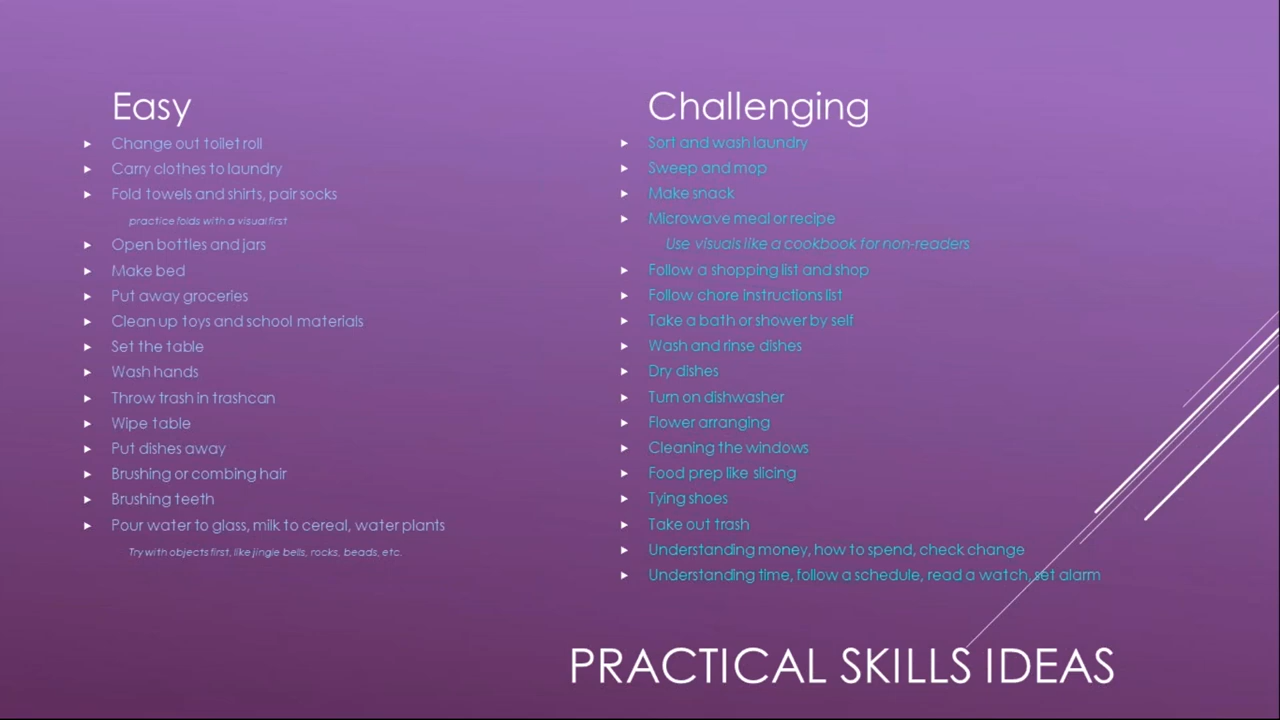 Easy
Change out toilet roll
Carry clothes to laundry
Fold towels and shirts, pair socks
practice folds with a visual first
Open bottles and jars
Make bed
Put away groceries
Clean up toys and school materials
Set the table
Wash hands
Throw trash in trashcan
Wipe table
Put dishes away
Brushing or combing hair
Brushing teeth
Pour water to glass, milk to cereal, water plants
Try with objects first, like jingle bells, rocks, beads, etc.
Challenging
Sort and wash laundry
Sweep and mop
Make snack
Microwave meal or recipe
Use visuals like a cookbook for non-readers
Follow a shopping list and shop
Follow chore instructions list
Take a bath or shower by self
Wash and rinse dishes
Dry dishes
Turn on dishwasher
Flower arranging
Cleaning the windows
Food prep like slicing
Tying shoes
Take out trash
Understanding money, how to spend, check change
Understanding time, follow a schedule, read a watch, set alarm
PRACTICAL SKILLS IDEAS